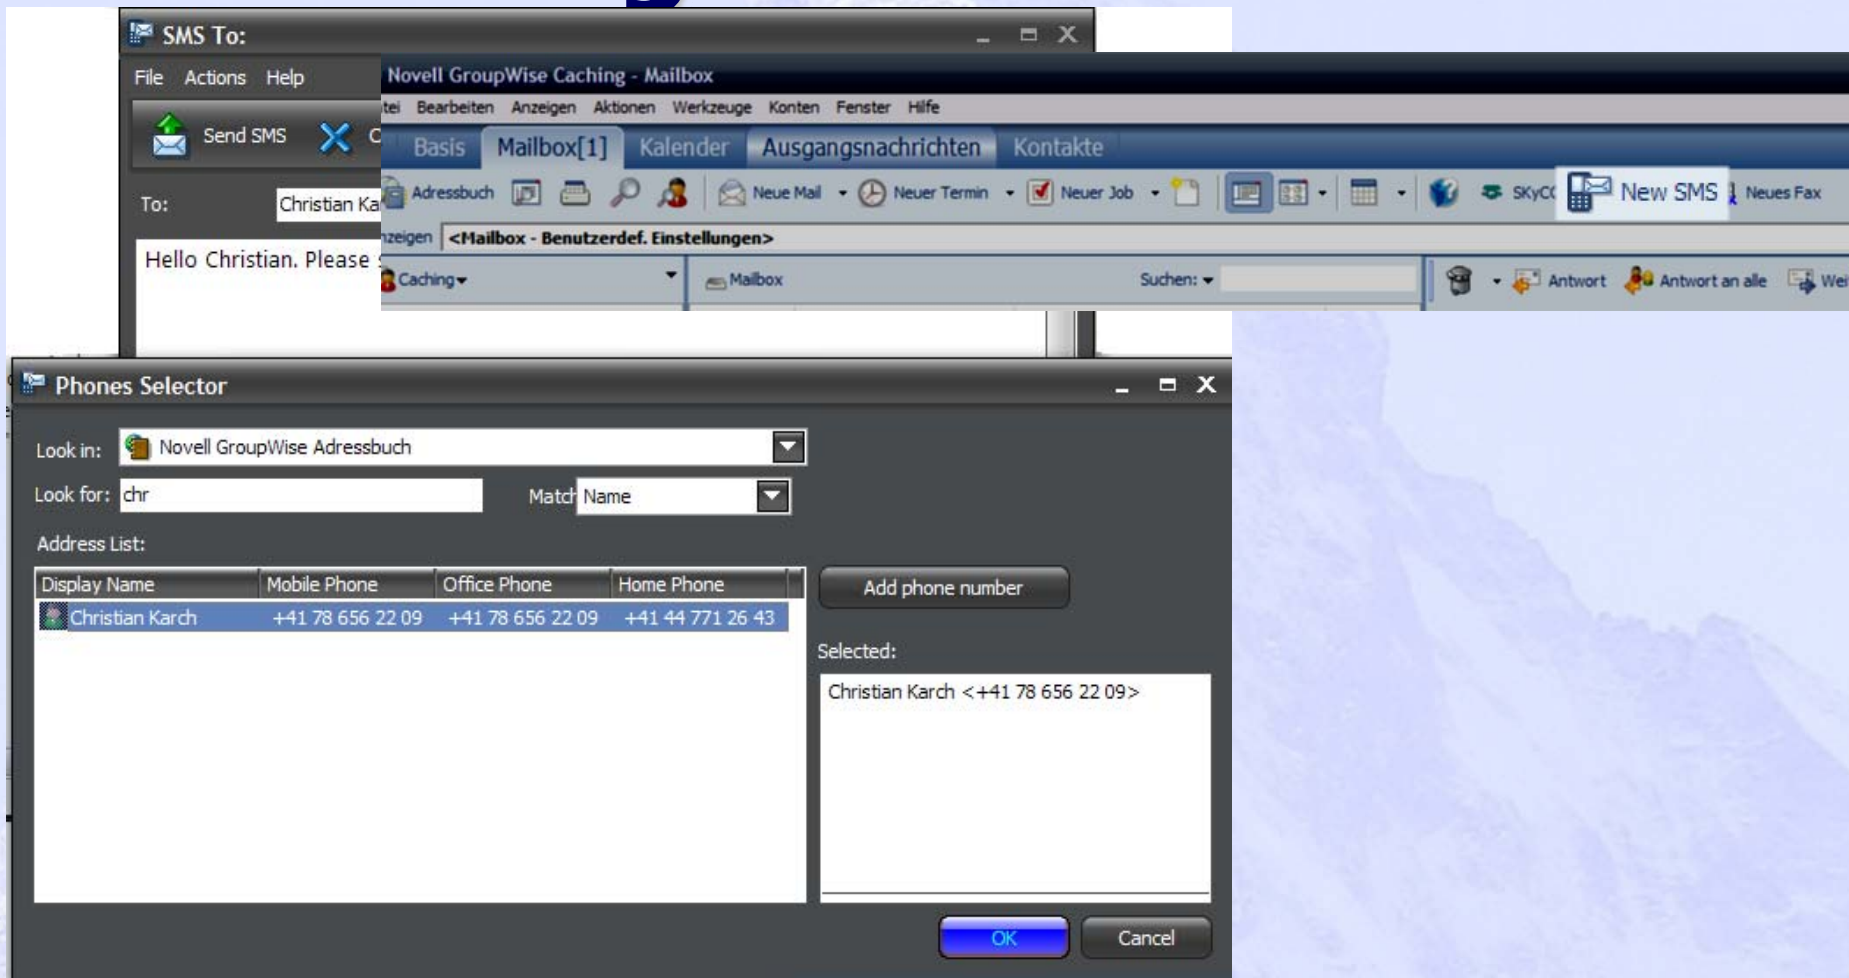 SMS To:
File Actions Help
Novell GroupWise Caching - Mailbox
Bearbeiten Anzeigen Aktionen Werkzeuge Konten Fenster Hilfe
Send SMS
Basis Mailbox[1] Kalender Ausgangsnachrichten Kontakte
To: Christian
Adressbuch Neue Mail Neuer Termin Neuer Job New SMS Neues Fax
<Mailbox - Benutzerdef. Einstellungen>
Hello Christian. Please
Caching Mailbox Suchen: Antwort Antwort an alle
Phones Selector
Look in: Novell GroupWise Adressbuch
Look for: chr Match Name
Address List:
Display Name Mobile Phone Office Phone Home Phone
Add phone number
Christian Karch +41 78 656 22 09 +41 78 656 22 09 +41 44 771 26 43
Selected:
Christian Karch <+41 78 656 22 09>
OK Cancel